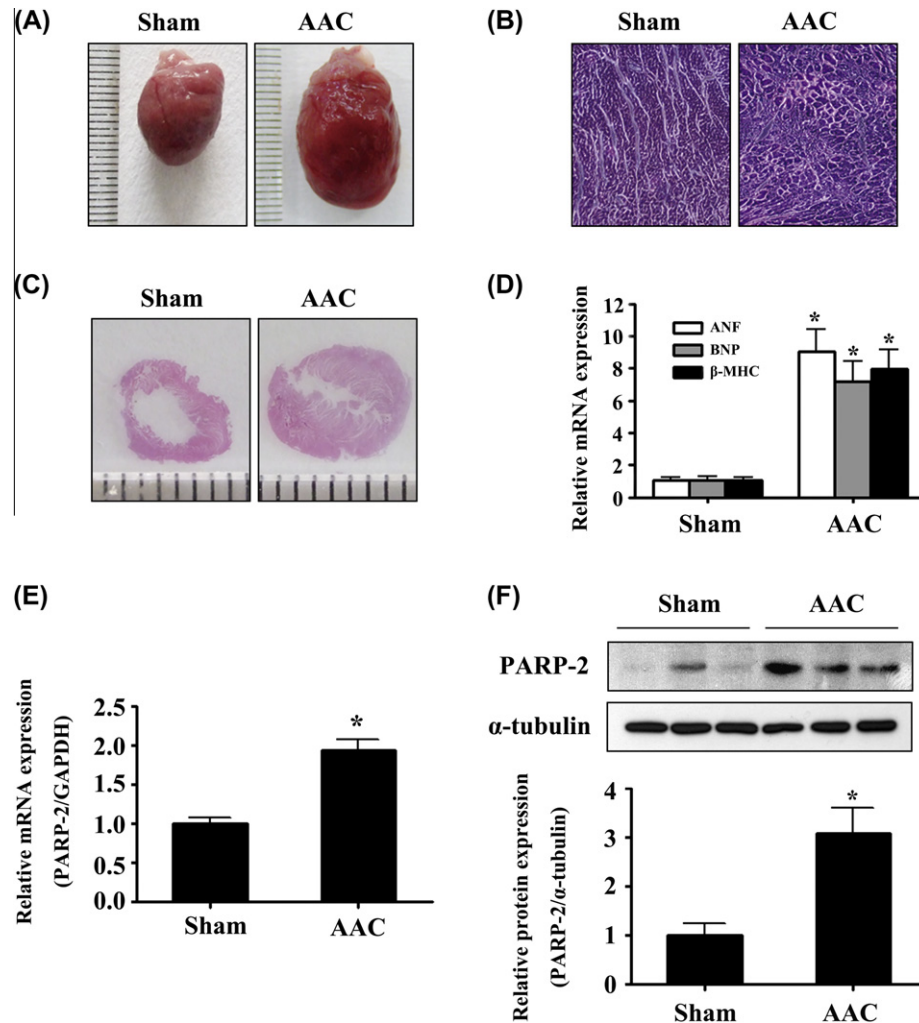 (A)
Sham AAC
(B)
Sham AAC
(C)
Sham AAC
(D)
Relative mRNA expression
12
10
8
6
4
2
0
ANF
BNP
β-MHC
* * *
Sham AAC
(E)
Relative mRNA expression
(PARP-2/GAPDH)
2.5
2.0
1.5
1.0
0.5
0.0
*
Sham AAC
(F)
Sham AAC
PARP-2
α-tubulin
Relative protein expression
(PARP-2/α-tubulin)
4
3
2
1
0
*
Sham AAC